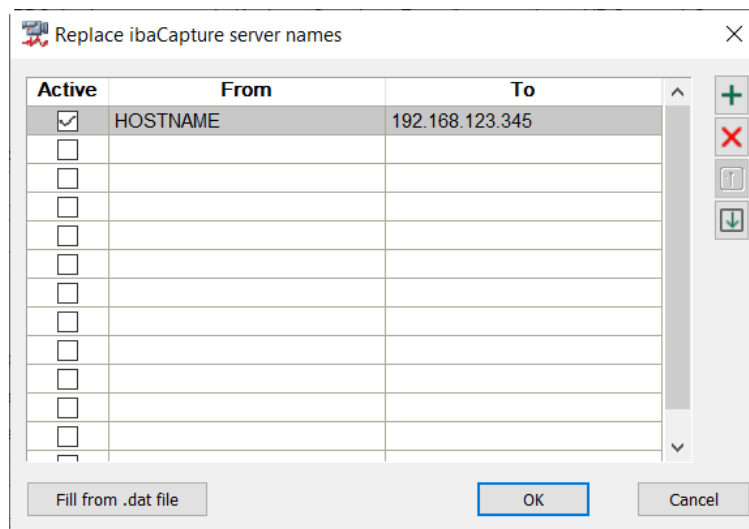 Replace ibaCapture server names
Active From To
HOSTNAME 192.168.123.345
Fill from .dat file OK Cancel